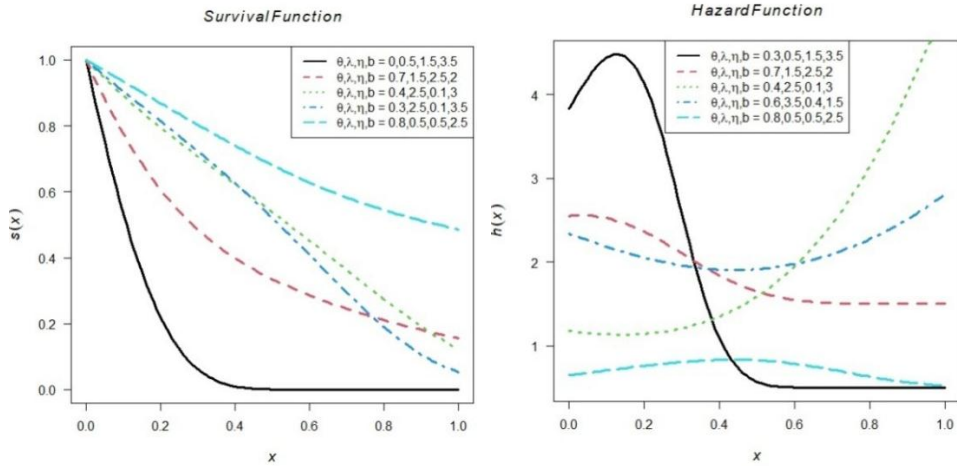 Survival Function
θ,λ,η,b = 0,0.5,1.5,3.5
θ,λ,η,b = 0.7,1.5,2.5,2
θ,λ,η,b = 0.4,2.5,0.1,3
θ,λ,η,b = 0.3,2.5,0.1,3.5
θ,λ,η,b = 0.8,0.5,0.5,2.5
s(x)
1.0
0.8
0.6
0.4
0.2
0.0
0.0 0.2 0.4 0.6 0.8 1.0
x
Hazard Function
θ,λ,η,b = 0.3,0.5,1.5,3.5
θ,λ,η,b = 0.7,1.5,2.5,2
θ,λ,η,b = 0.4,2.5,0.1,3
θ,λ,η,b = 0.6,3.5,0.4,1.5
θ,λ,η,b = 0.8,0.5,0.5,2.5
h(x)
4
3
2
1
0.0 0.2 0.4 0.6 0.8 1.0
x